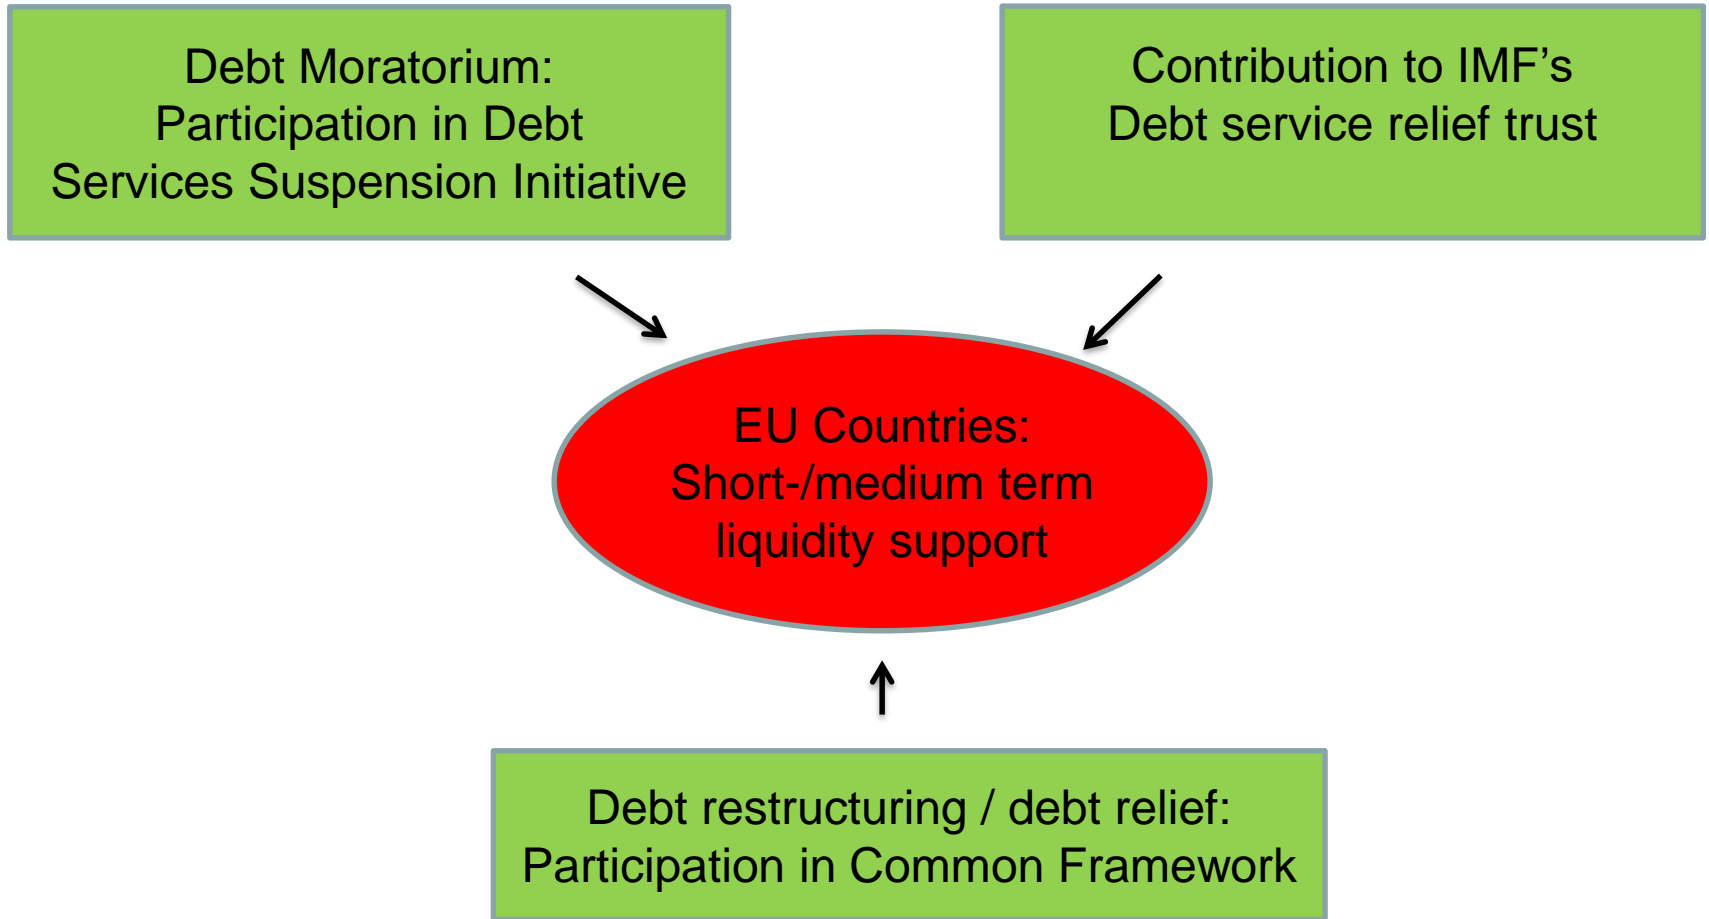 Debt Moratorium:
Participation in Debt
Services Suspension Initiative
Contribution to IMF’s
Debt service relief trust
EU Countries:
Short-/medium term
liquidity support
Debt restructuring / debt relief:
Participation in Common Framework